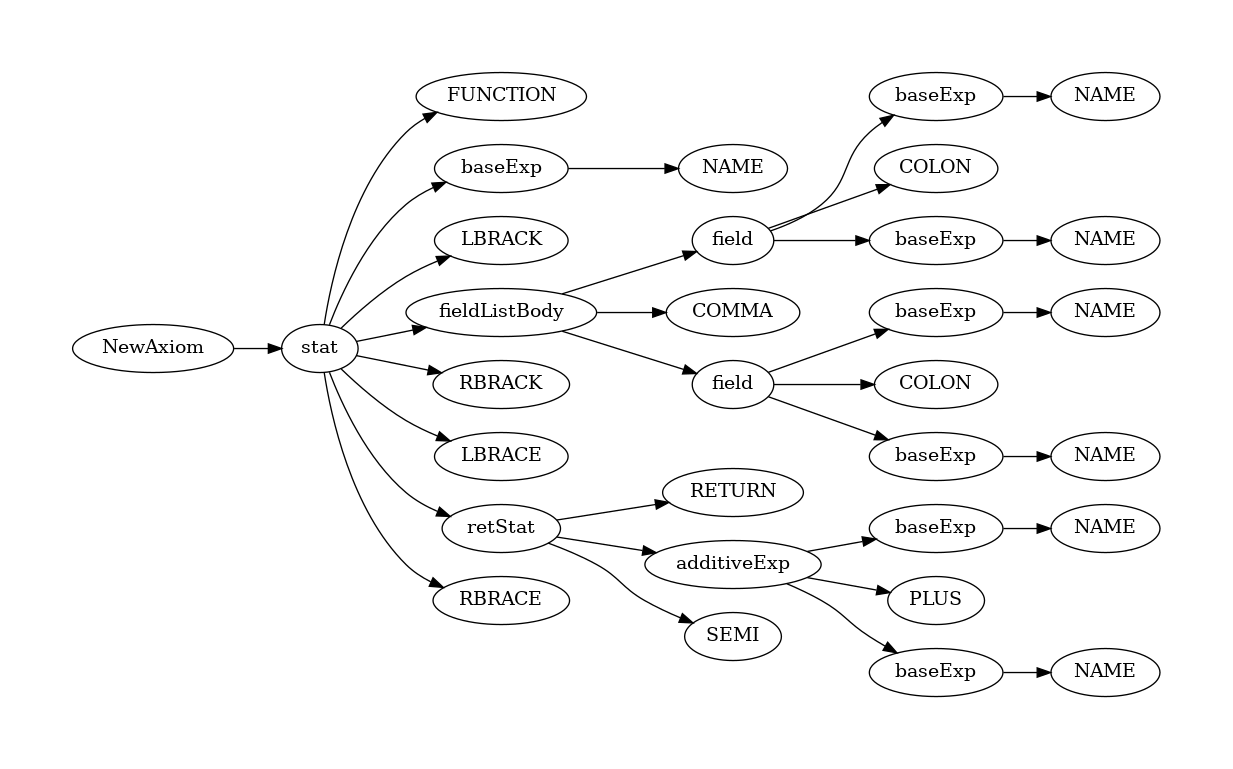 FUNCTION
baseExp
NAME
baseExp
NAME
COLON
LBRACK
field
baseExp
NAME
fieldListBody
COMMA
baseExp
NAME
NewAxiom
stat
RBRACK
field
COLON
LBRACE
baseExp
NAME
RETURN
retStat
baseExp
NAME
additiveExp
RBRACE
PLUS
SEMI
baseExp
NAME